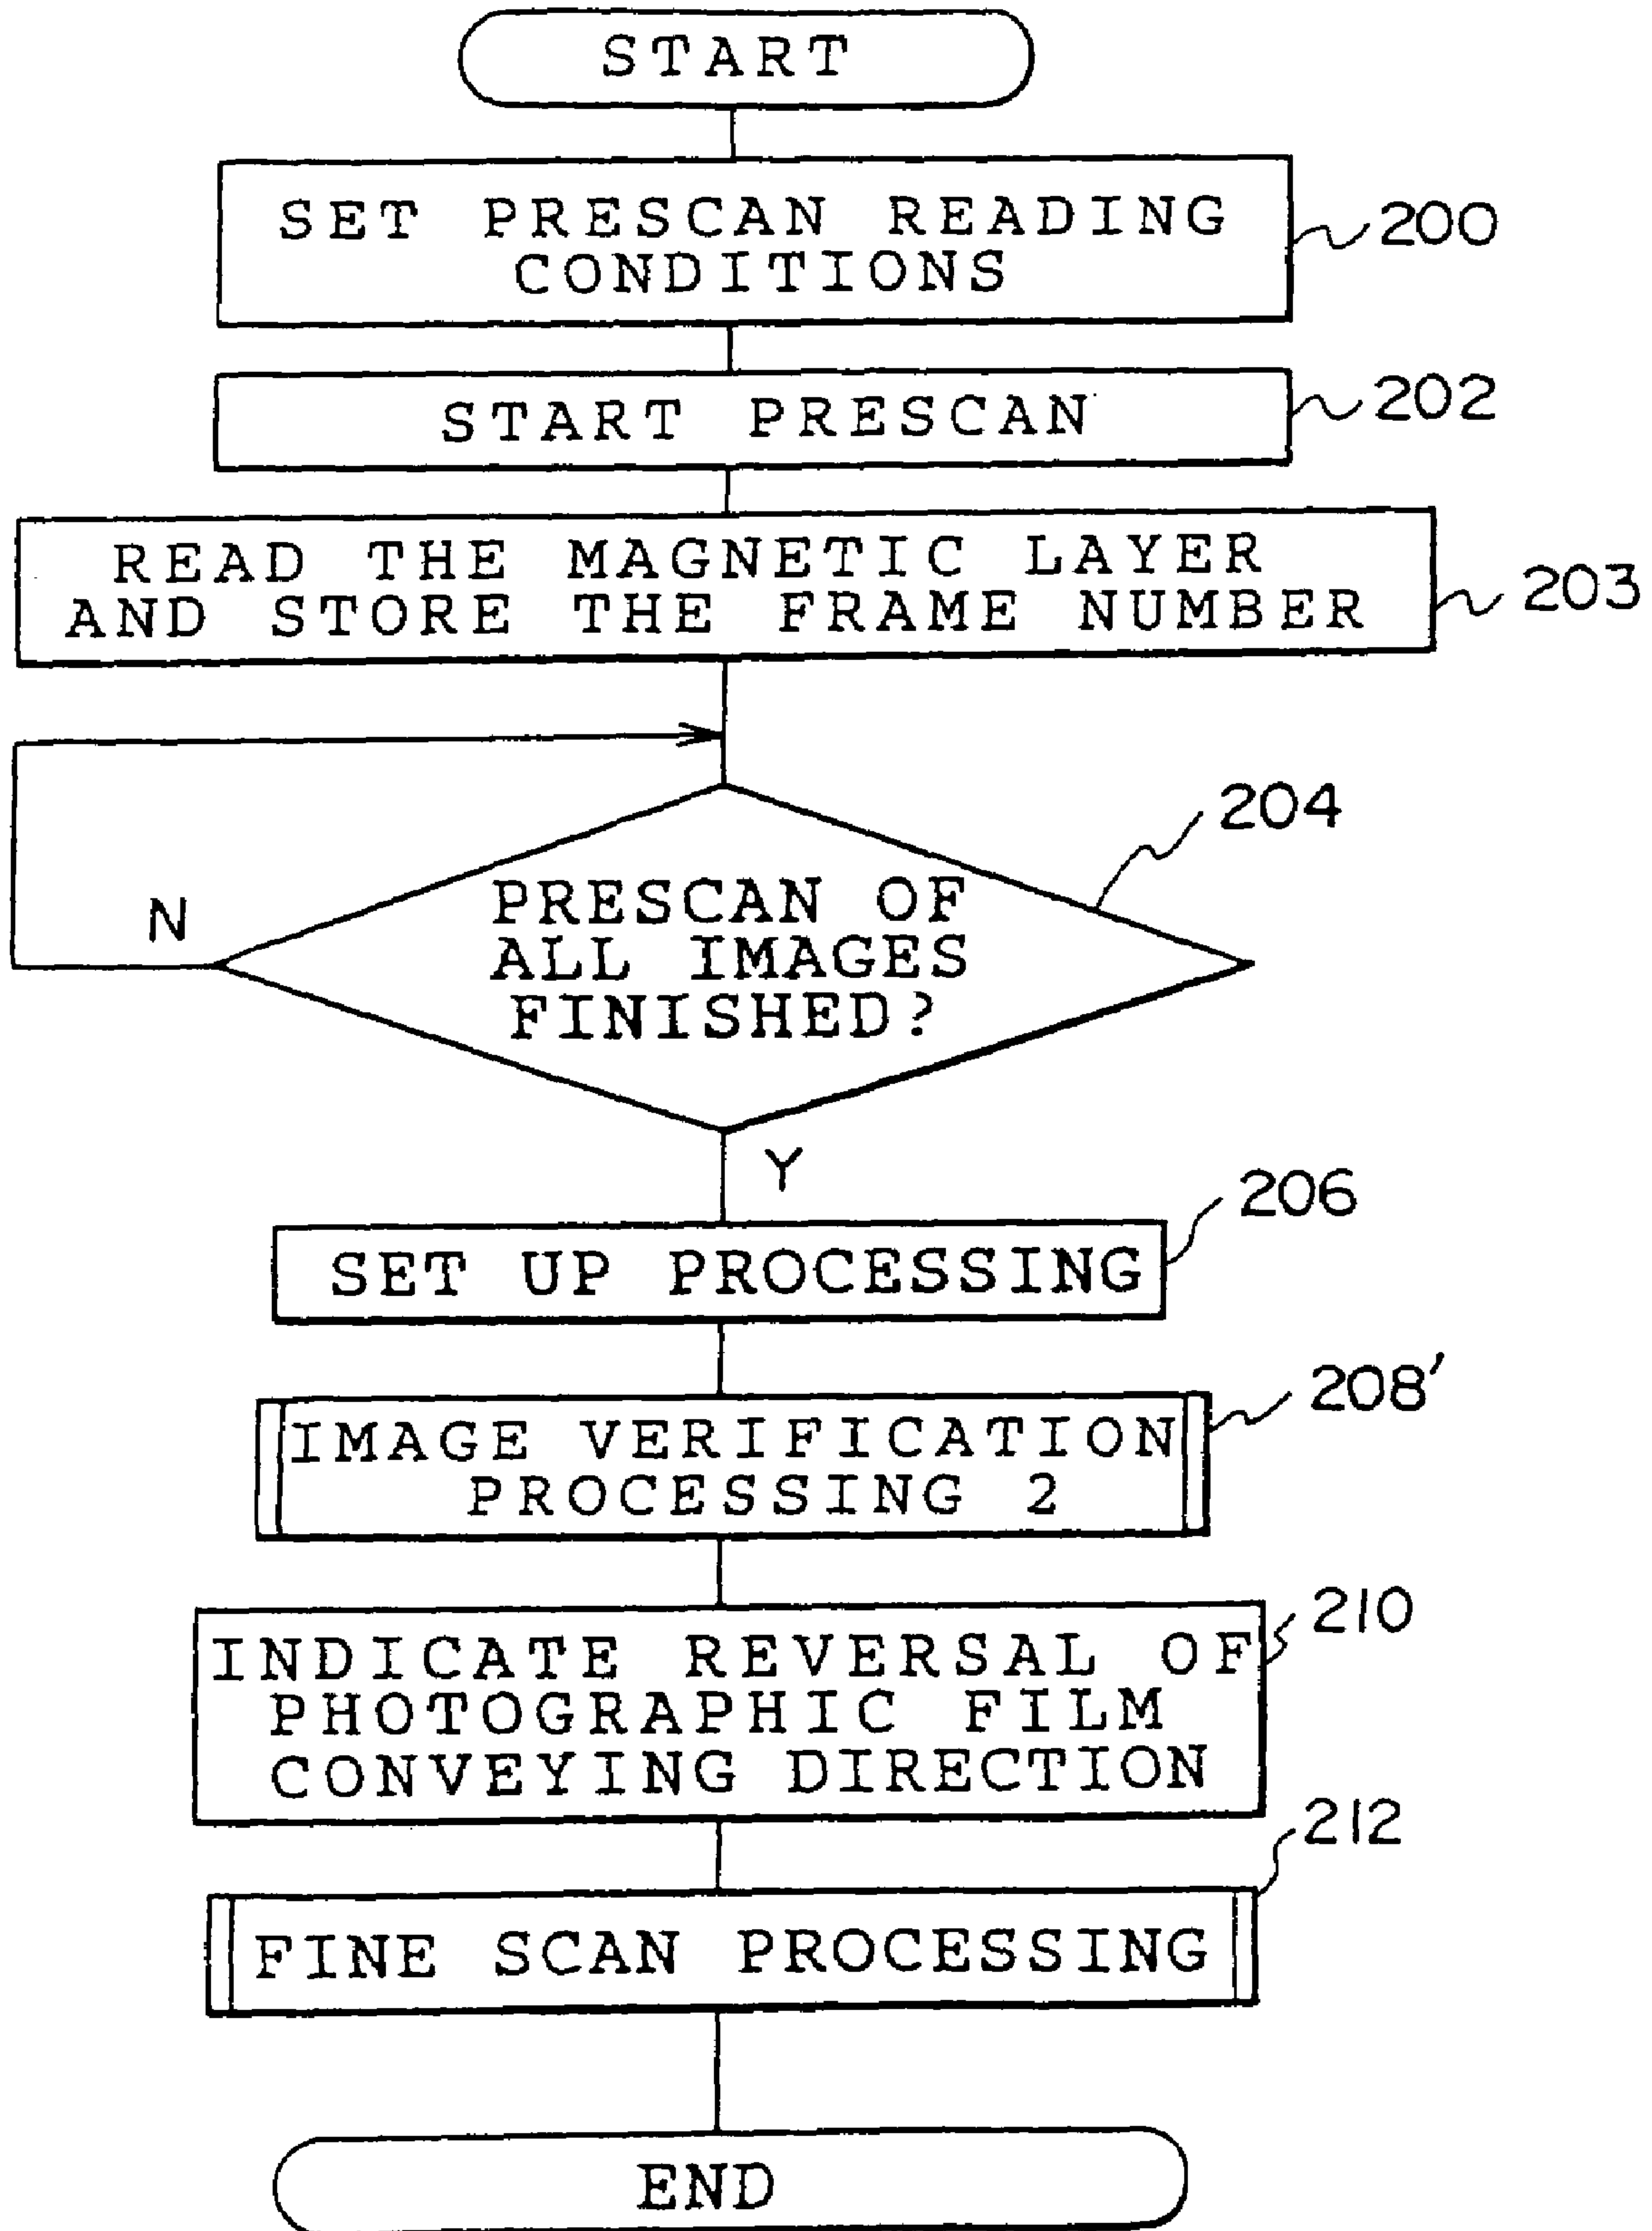 START
SET PRESCAN READING
CONDITIONS
200
START PRESCAN
202
READ THE MAGNETIC LAYER
AND STORE THE FRAME NUMBER
203
204
N
PRESCAN OF
ALL IMAGES
FINISHED?
Y
206
SET UP PROCESSING
208'
IMAGE VERIFICATION
PROCESSING 2
210
INDICATE REVERSAL OF
PHOTOGRAPHIC FILM
CONVEYING DIRECTION
212
FINE SCAN PROCESSING
END